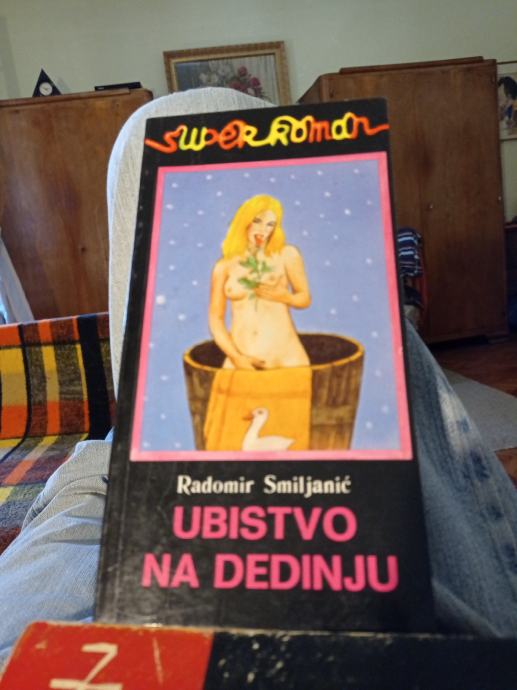 super roman
Radomir Smiljanić
UBISTVO
NA DEDINJU
Z